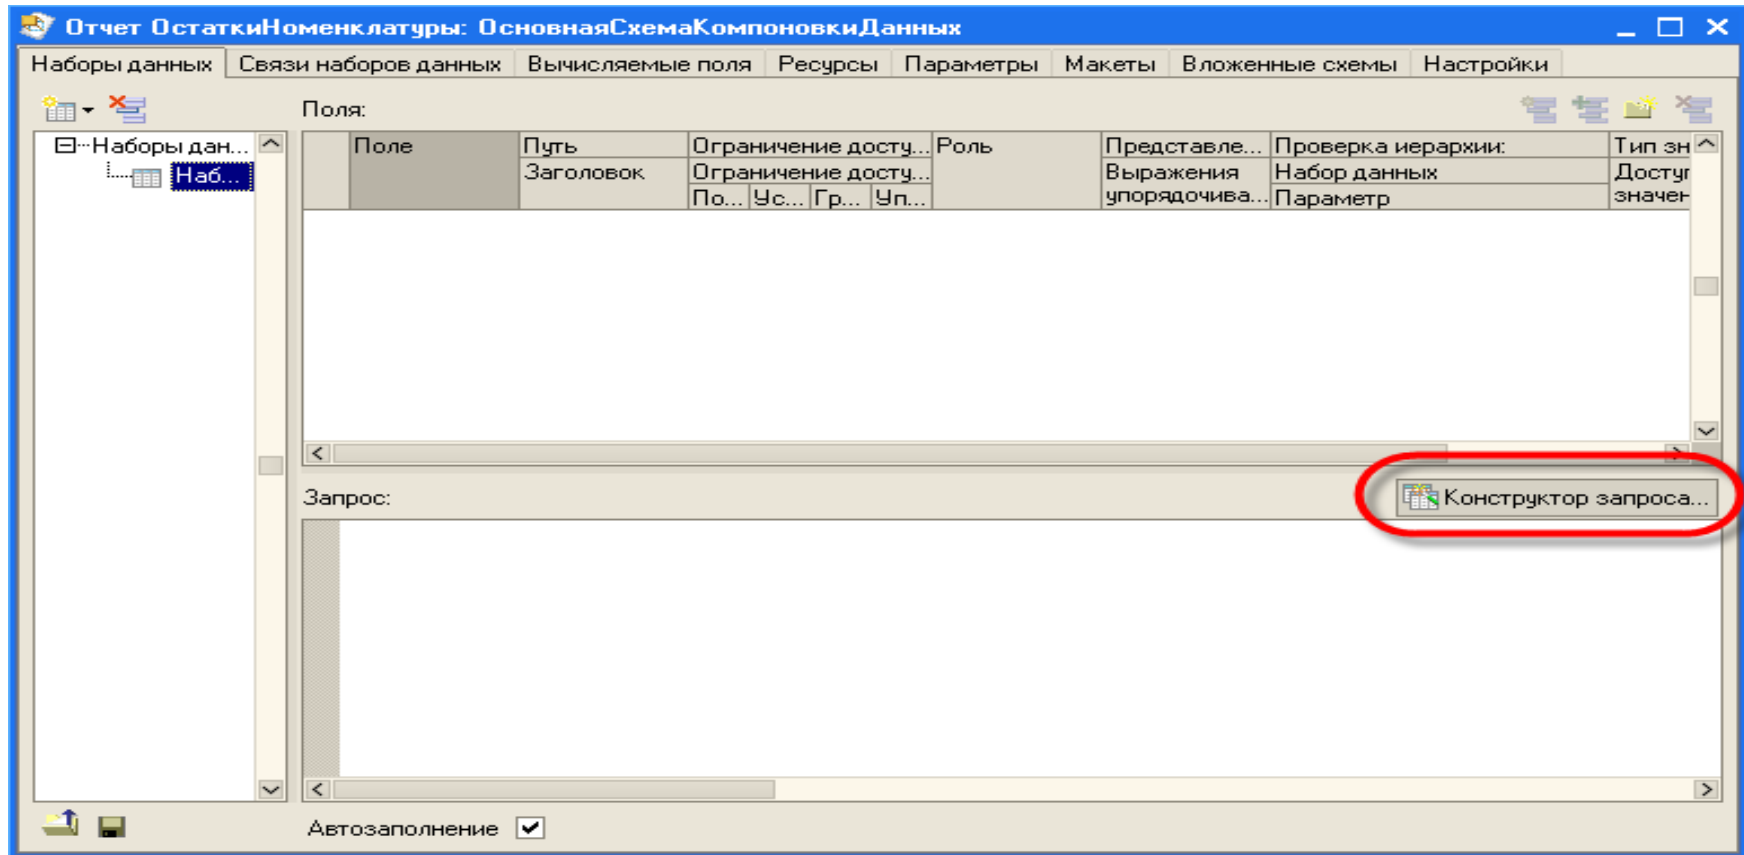 Отчет ОстаткиНоменклатуры: ОсновнаяСхемаКомпоновкиДанных
Наборы данных Связи наборов данных Вычисляемые поля Ресурсы Параметры Макеты Вложенные схемы Настройки
Поля:
Наборы дан...
Наб...
Поле Путь Ограничение досту... Роль Представле... Проверка иерархии: Тип зн
Заголовок Ограничение досту... Выражения Набор данных Доступ
По... Ус... Гр... Уп... упорядочива... Параметр значен
Запрос: Конструктор запроса...
Автозаполнение